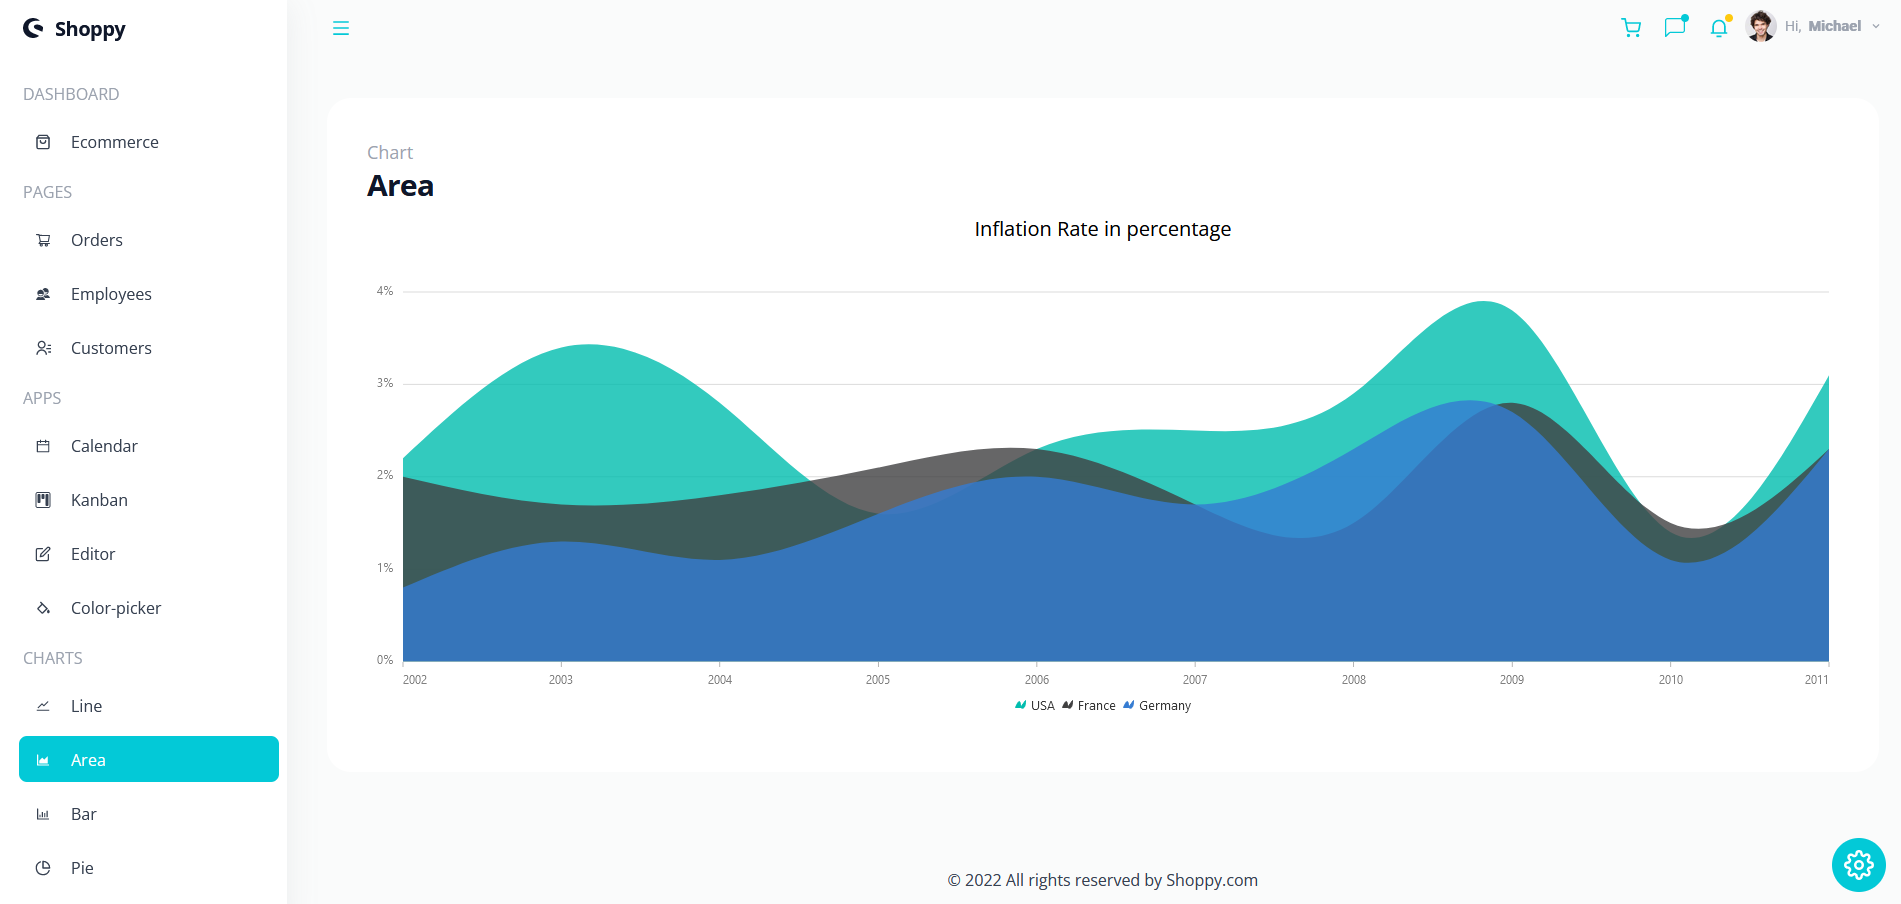 Shoppy
DASHBOARD
Ecommerce
PAGES
Orders
Employees
Customers
APPS
Calendar
Kanban
Editor
Color-picker
CHARTS
Line
Area
Bar
Pie
Hi, Michael
Chart
Area
Inflation Rate in percentage
4%
3%
2%
1%
0%
2002 2003 2004 2005 2006 2007 2008 2009 2010 2011
USA France Germany
© 2022 All rights reserved by Shoppy.com